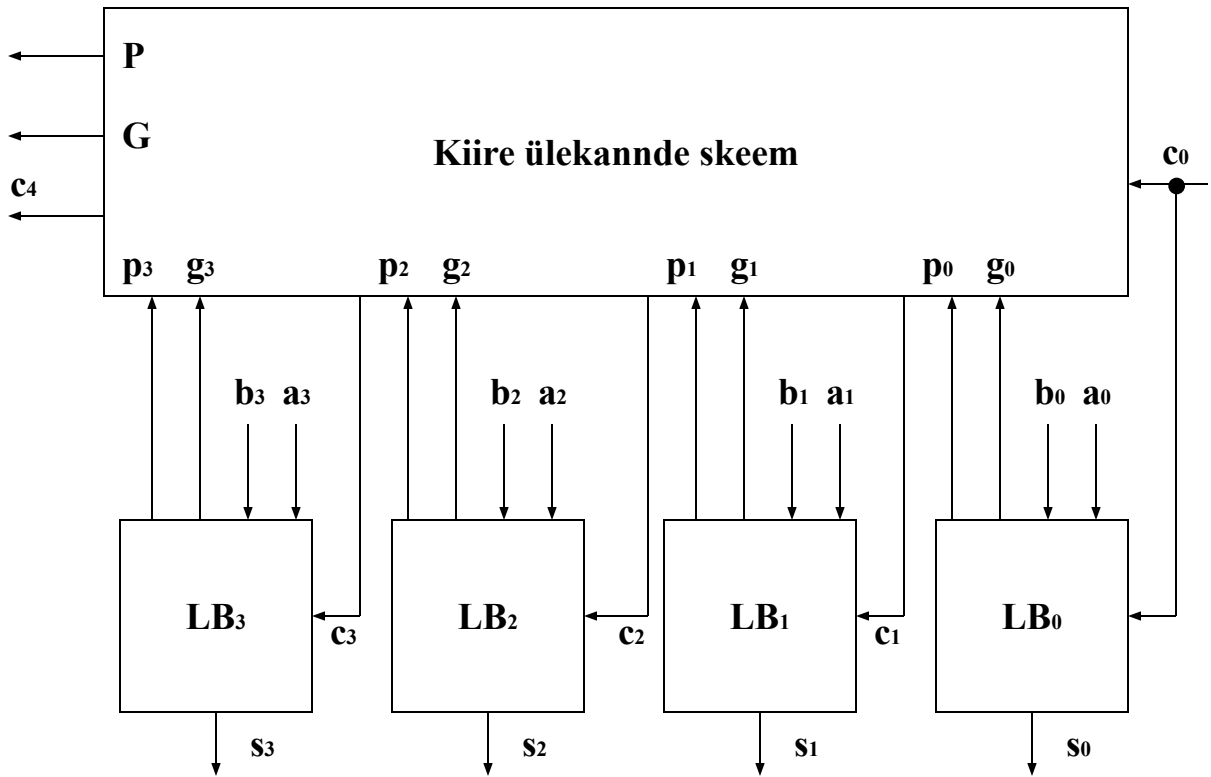 P
G
Kiire ülekannde skeem
c0
c4
p3 g3 p2 g2 p1 g1 p0 g0
b3 a3 b2 a2 b1 a1 b0 a0
LB3 LB2 LB1 LB0
c3 c2 c1
s3 s2 s1 s0